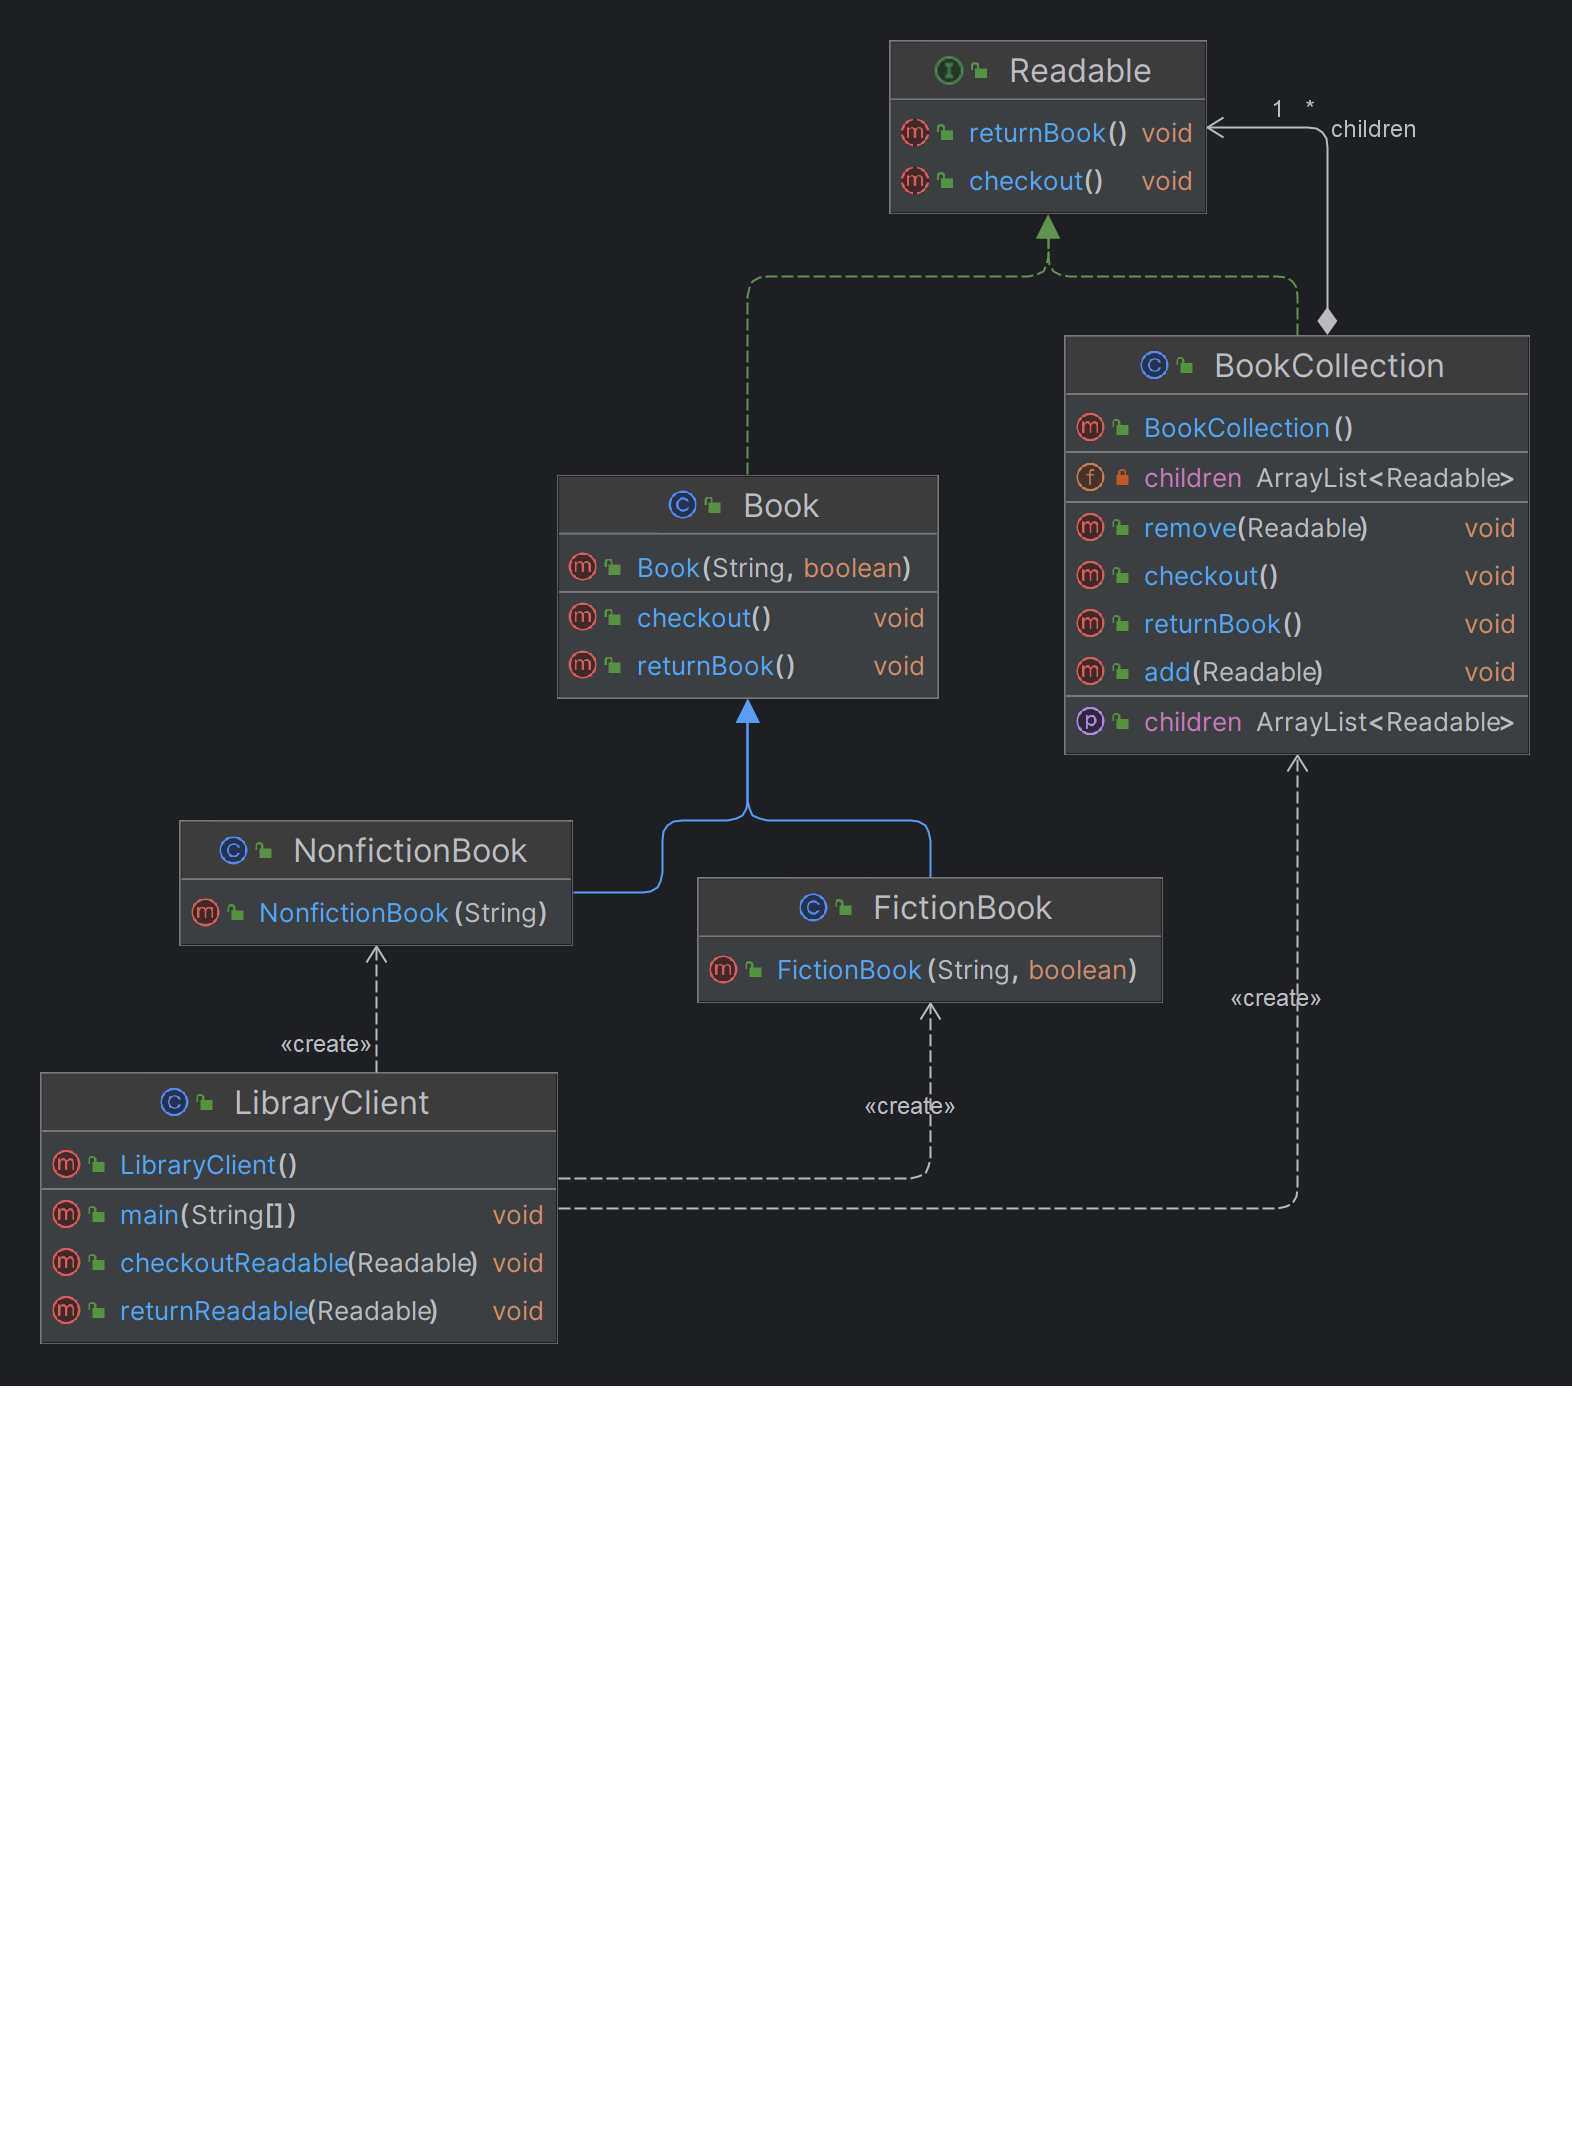 Readable
returnBook() void
checkout() void
1 *
children
BookCollection
BookCollection()
children ArrayList<Readable>
remove(Readable) void
checkout() void
returnBook() void
add(Readable) void
children ArrayList<Readable>
Book
Book(String, boolean)
checkout() void
returnBook() void
NonfictionBook
NonfictionBook(String)
FictionBook
FictionBook(String, boolean)
«create»
«create»
«create»
LibraryClient
LibraryClient()
main(String[]) void
checkoutReadable(Readable) void
returnReadable(Readable) void